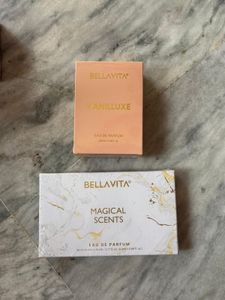 BELLAVITA®
VANILLUXE
EAU DE PARFUM
BELLAVITA®
MAGICAL
SCENTS
EAU DE PARFUM